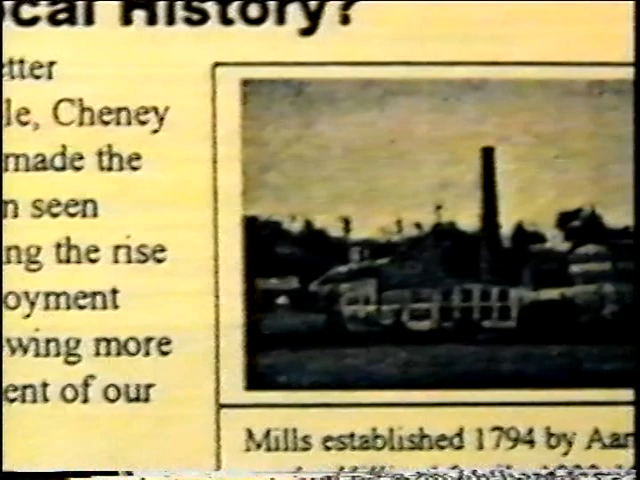 ocal History?
etter
le, Cheney
made the
n seen
ng the rise
oyment
wing more
ent of our
Mills established 1794 by Aar